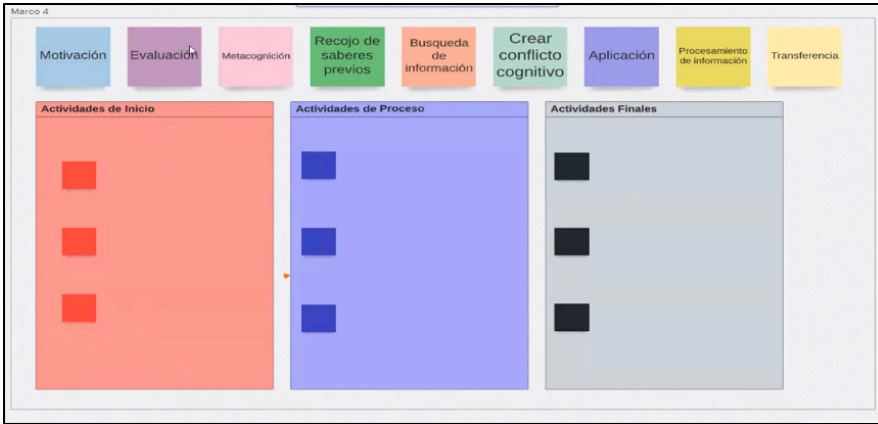 Marco 4
Motivación
Evaluación
Metacognición
Recojo de
saberes
previos
Busqueda
de
información
Crear
conflicto
cognitivo
Aplicación
Procesamiento
de información
Transferencia
Actividades de Inicio
Actividades de Proceso
Actividades Finales